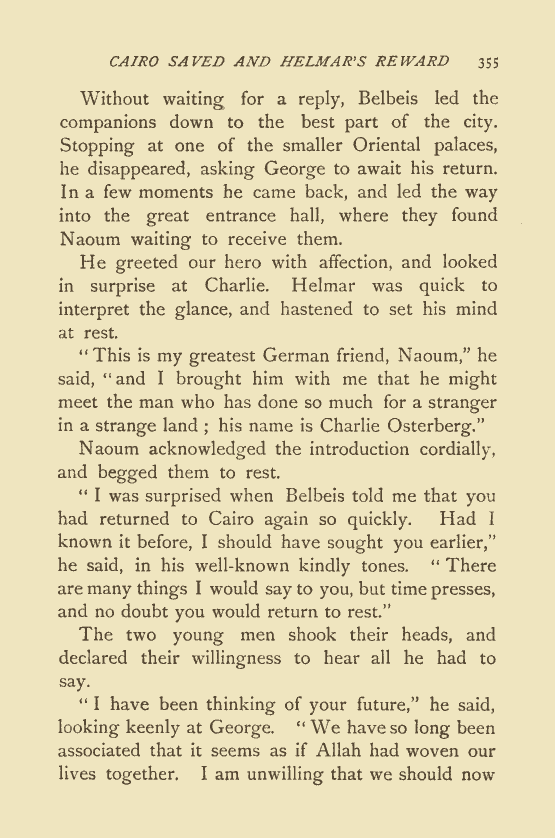 CAIRO SAVED AND HELMAR'S REWARD 355
Without waiting for a reply, Belbeis led the
companions down to the best part of the city.
Stopping at one of the smaller Oriental palaces,
he disappeared, asking George to await his return.
In a few moments he came back, and led the way
into the great entrance hall, where they found
Naoum waiting to receive them.
He greeted our hero with affection, and looked
in surprise at Charlie. Helmar was quick to
interpret the glance, and hastened to set his mind
at rest.
“This is my greatest German friend, Naoum,” he
said, “and I brought him with me that he might
meet the man who has done so much for a stranger
in a strange land ; his name is Charlie Osterberg.”
Naoum acknowledged the introduction cordially,
and begged them to rest.
“ I was surprised when Belbeis told me that you
had returned to Cairo again so quickly. Had I
known it before, I should have sought you earlier,”
he said, in his well-known kindly tones. “ There
are many things I would say to you, but time presses,
and no doubt you would return to rest.”
The two young men shook their heads, and
declared their willingness to hear all he had to
say.
“ I have been thinking of your future,” he said,
looking keenly at George. “ We have so long been
associated that it seems as if Allah had woven our
lives together. I am unwilling that we should now